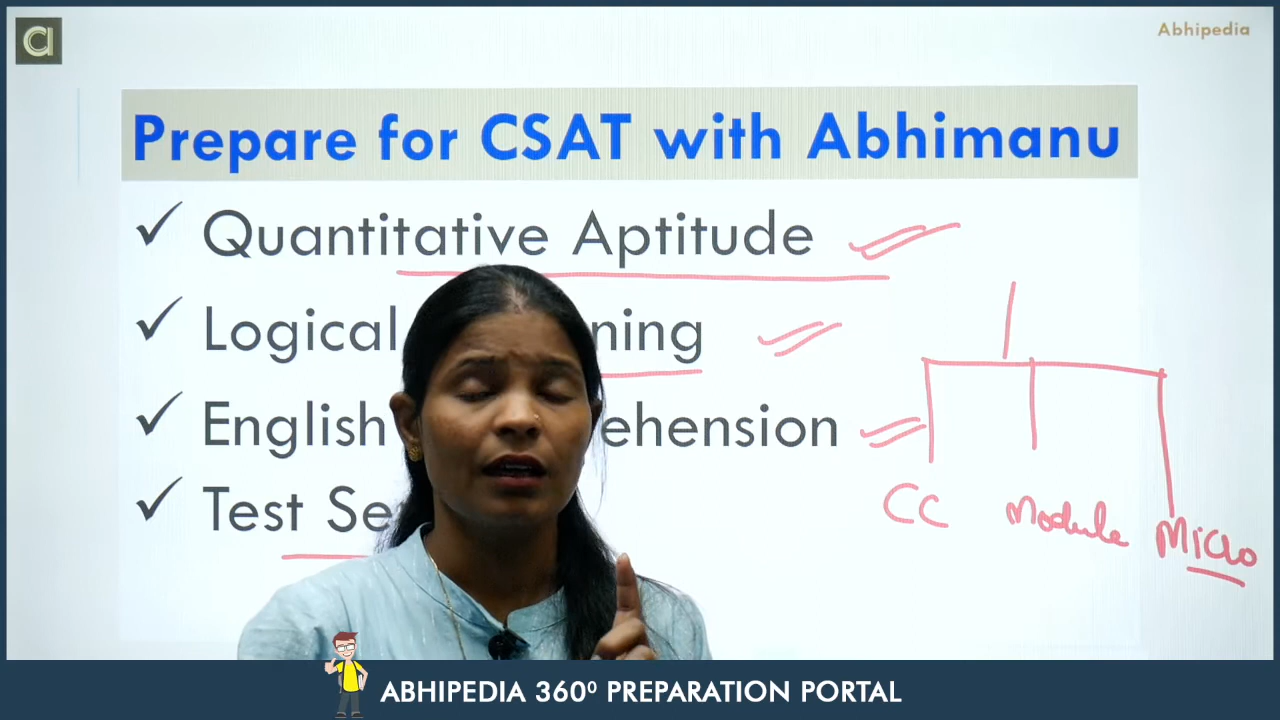 Abhipedia
Prepare for CSAT with Abhimanu
Quantitative Aptitude
Logical ning
English ehension
Test Se
CC Module Micro
ABHIPEDIA 360⁰ PREPARATION PORTAL